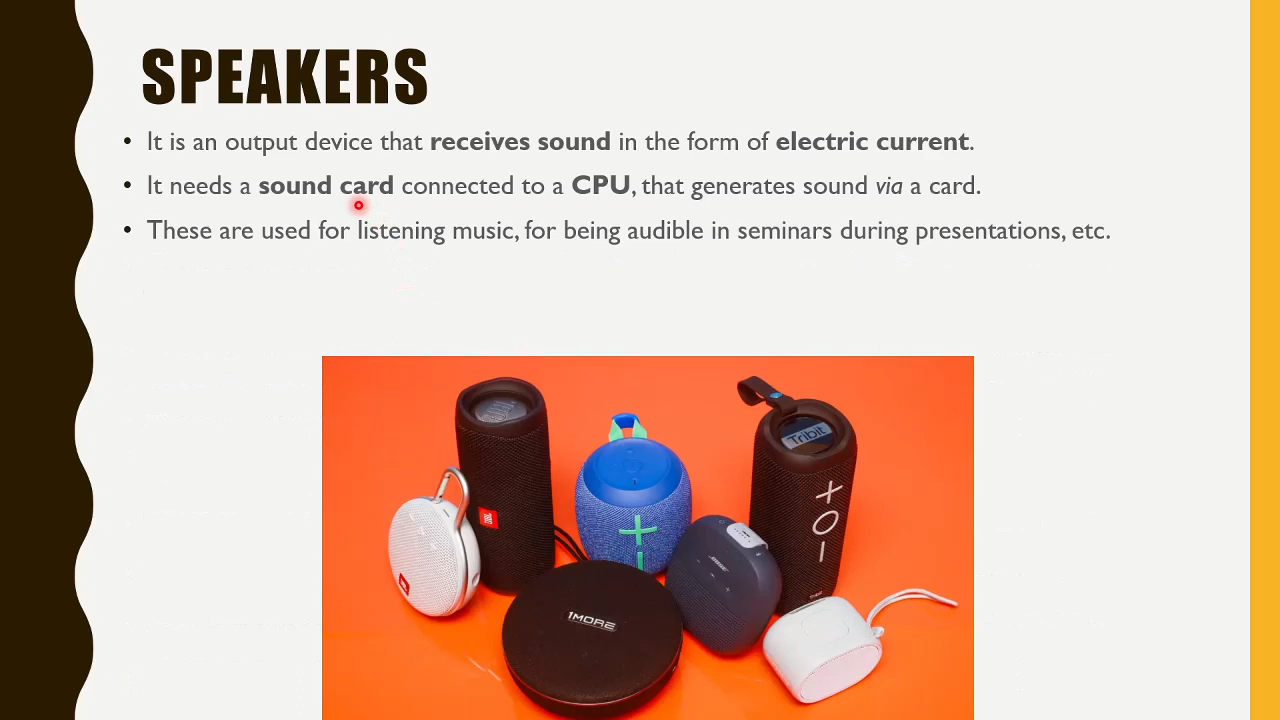 SPEAKERS
• It is an output device that receives sound in the form of electric current.
• It needs a sound card connected to a CPU, that generates sound via a card.
• These are used for listening music, for being audible in seminars during presentations, etc.
Tribit
JBL
BOSE
1MORE